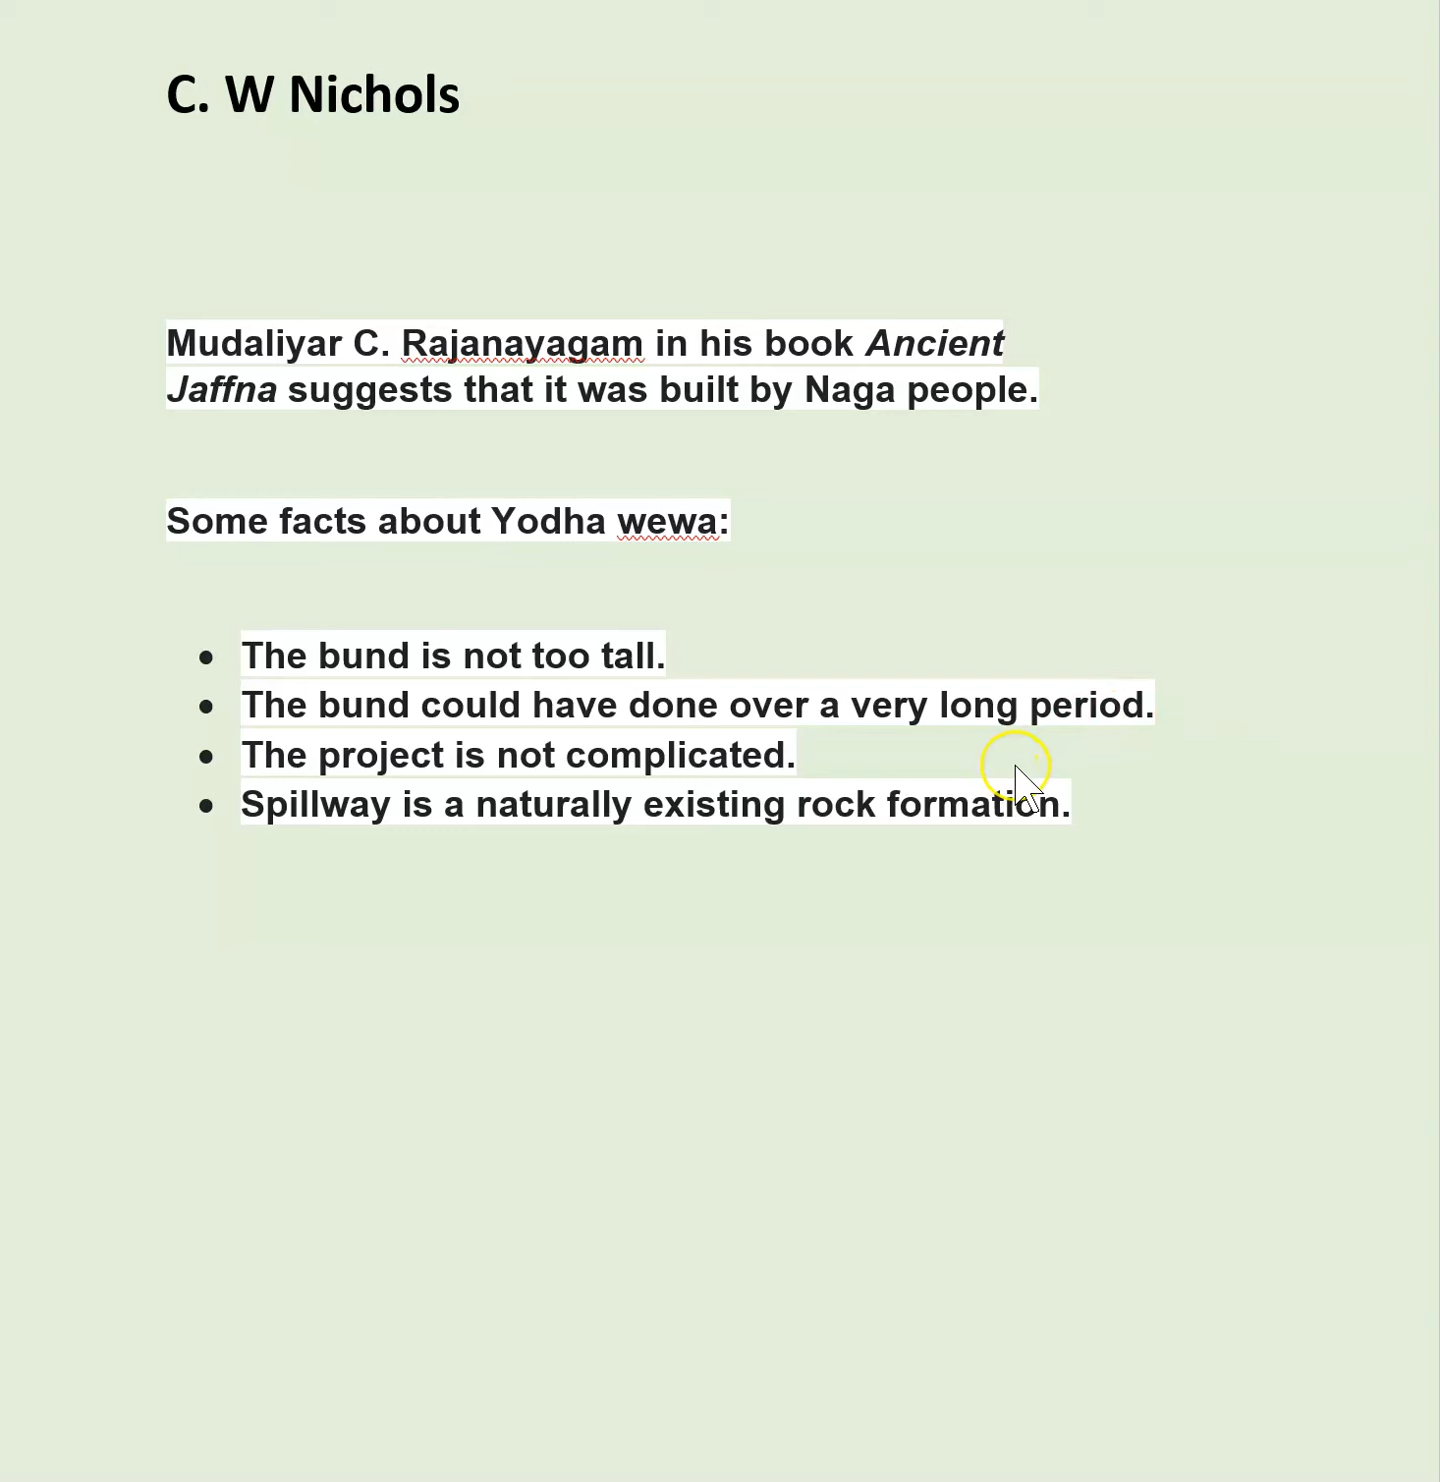 C. W Nichols
Mudaliyar C. Rajanayagam in his book Ancient
Jaffna suggests that it was built by Naga people.
Some facts about Yodha wewa:
• The bund is not too tall.
• The bund could have done over a very long period.
• The project is not complicated.
• Spillway is a naturally existing rock formation.